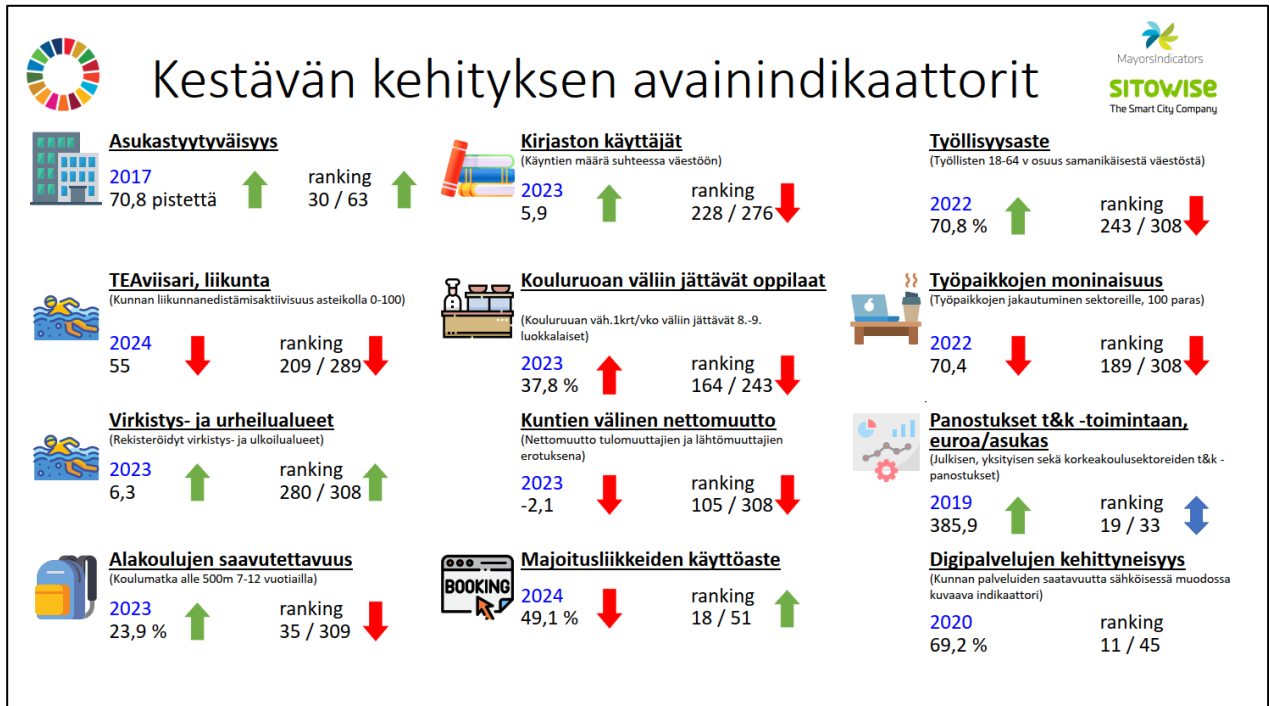 Kestävän kehityksen avainindikaattorit
MayorsIndicators
SITOWISE
The Smart City Company
Asukastyytyväisyys
2017
70,8 pistettä
ranking
30 / 63
Kirjaston käyttäjät
(Käyntien määrä suhteessa väestöön)
2023
5,9
ranking
228 / 276
Työllisyysaste
(Työllisten 18-64 v osuus samanikäisestä väestöstä)
2022
70,8 %
ranking
243 / 308
TEAviisari, liikunta
(Kunnan liikunnanedistämisaktiivisuus asteikolla 0-100)
2024
55
ranking
209 / 289
Kouluruoan väliin jättävät oppilaat
(Kouluruuan väh.1krt/vko väliin jättävät 8.-9.
luokkalaiset)
2023
37,8 %
ranking
164 / 243
Työpaikkojen moninaisuus
(Työpaikkojen jakautuminen sektoreille, 100 paras)
2022
70,4
ranking
189 / 308
Virkistys- ja urheilualueet
(Rekisteröidyt virkistys- ja ulkoilualueet)
2023
6,3
ranking
280 / 308
Kuntien välinen nettomuutto
(Nettomuutto tulomuuttajien ja lähtömuuttajien
erotuksena)
2023
-2,1
ranking
105 / 308
Panostukset t&k -toimintaan,
euroa/asukas
(Julkisen, yksityisen sekä korkeakoulusektoreiden t&k -
panostukset)
2019
385,9
ranking
19 / 33
Alakoulujen saavutettavuus
(Koulumatka alle 500m 7-12 vuotiailla)
2023
23,9 %
ranking
35 / 309
BOOKING
Majoitusliikkeiden käyttöaste
2024
49,1 %
ranking
18 / 51
Digipalvelujen kehittyneisyys
(Kunnan palveluiden saatavuutta sähköisessä muodossa
kuvaava indikaattori)
2020
69,2 %
ranking
11 / 45